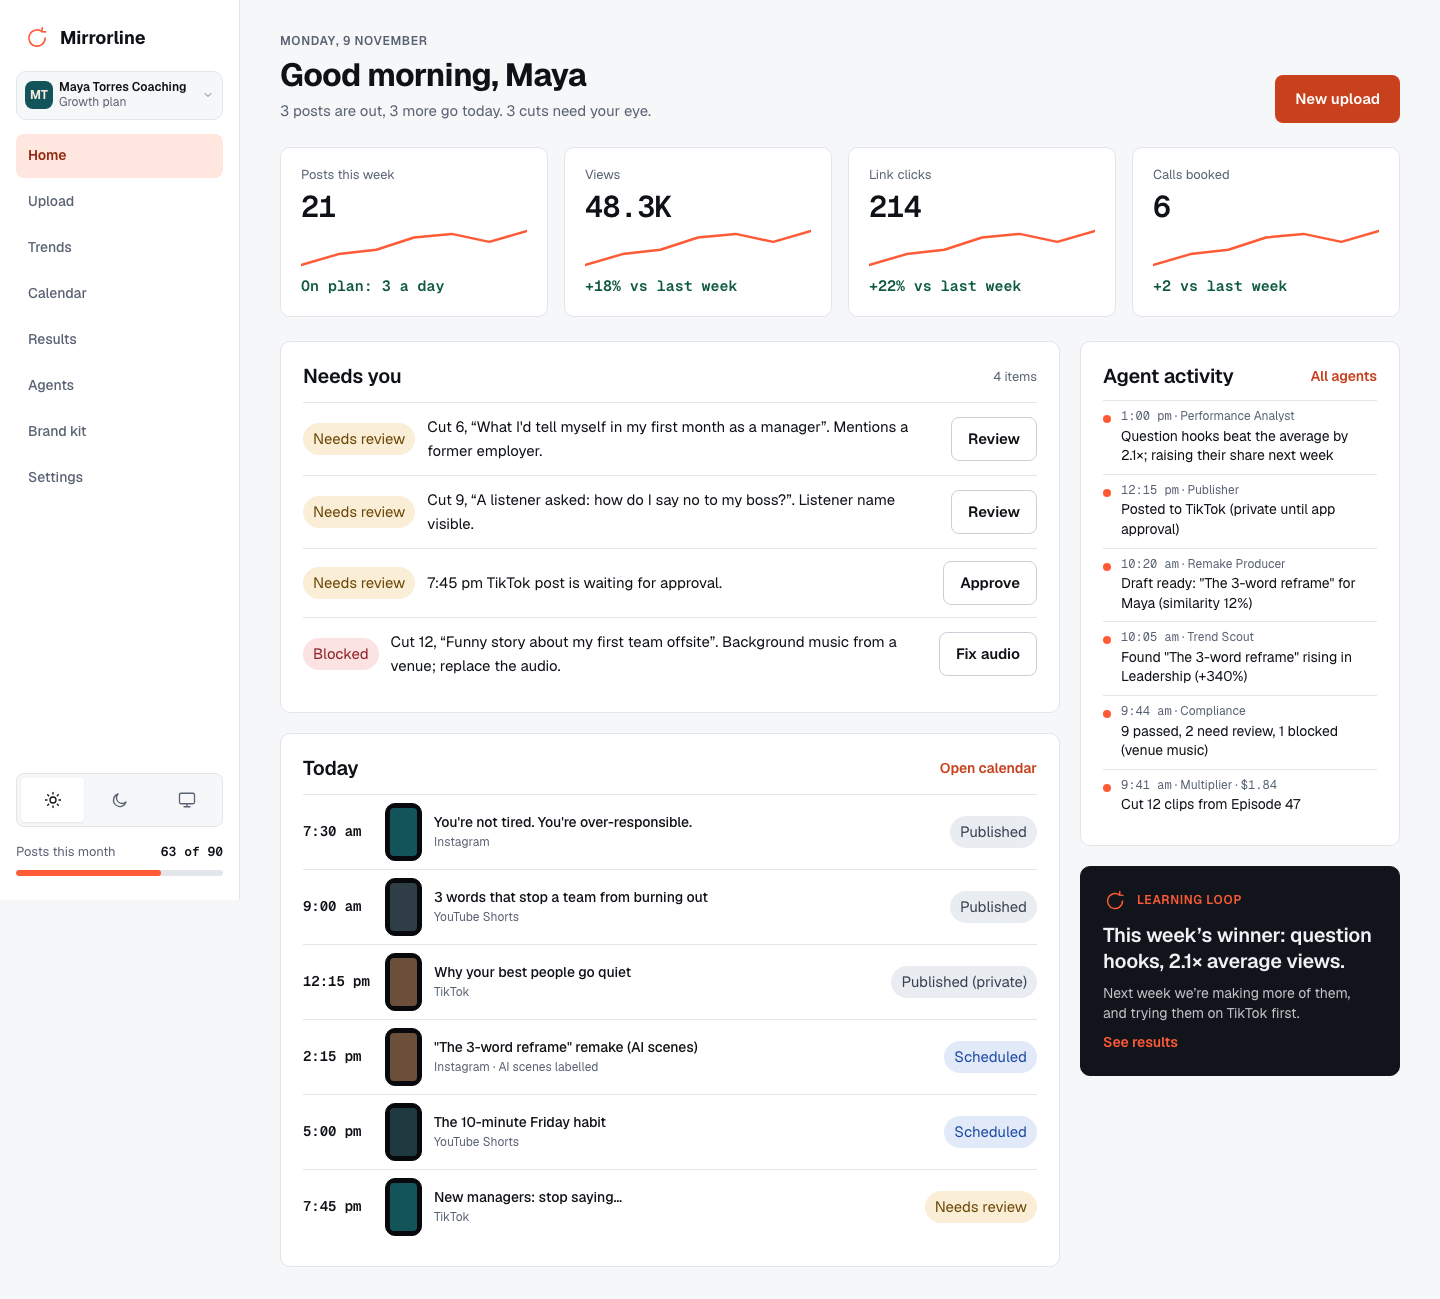 Mirrorline
MT
Maya Torres Coaching
Growth plan
Home
Upload
Trends
Calendar
Results
Agents
Brand kit
Settings
Posts this month
63 of 90
MONDAY, 9 NOVEMBER
Good morning, Maya
3 posts are out, 3 more go today. 3 cuts need your eye.
New upload
Posts this week
21
On plan: 3 a day
Views
48.3K
+18% vs last week
Link clicks
214
+22% vs last week
Calls booked
6
+2 vs last week
Needs you
4 items
Needs review
Cut 6, “What I'd tell myself in my first month as a manager”. Mentions a
former employer.
Review
Needs review
Cut 9, “A listener asked: how do I say no to my boss?”. Listener name
visible.
Review
Needs review
7:45 pm TikTok post is waiting for approval.
Approve
Blocked
Cut 12, “Funny story about my first team offsite”. Background music from a
venue; replace the audio.
Fix audio
Today
Open calendar
7:30 am
You're not tired. You're over-responsible.
Instagram
Published
9:00 am
3 words that stop a team from burning out
YouTube Shorts
Published
12:15 pm
Why your best people go quiet
TikTok
Published (private)
2:15 pm
"The 3-word reframe" remake (AI scenes)
Instagram · AI scenes labelled
Scheduled
5:00 pm
The 10-minute Friday habit
YouTube Shorts
Scheduled
7:45 pm
New managers: stop saying…
TikTok
Needs review
Agent activity
All agents
1:00 pm · Performance Analyst
Question hooks beat the average by
2.1×; raising their share next week
12:15 pm · Publisher
Posted to TikTok (private until app
approval)
10:20 am · Remake Producer
Draft ready: "The 3-word reframe" for
Maya (similarity 12%)
10:05 am · Trend Scout
Found "The 3-word reframe" rising in
Leadership (+340%)
9:44 am · Compliance
9 passed, 2 need review, 1 blocked
(venue music)
9:41 am · Multiplier · $1.84
Cut 12 clips from Episode 47
LEARNING LOOP
This week’s winner: question
hooks, 2.1× average views.
Next week we’re making more of them,
and trying them on TikTok first.
See results